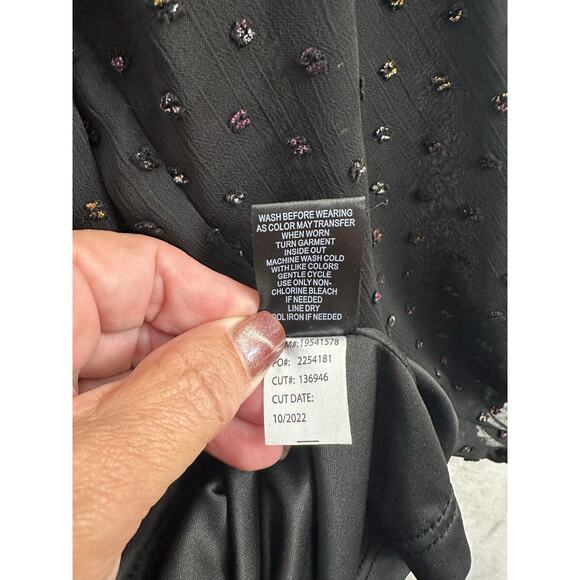 WASH BEFORE WEARING
AS COLOR MAY TRANSFER
WHEN WORN
TURN GARMENT
INSIDE OUT
MACHINE WASH COLD
WITH LIKE COLORS
GENTLE CYCLE
USE ONLY NON-
CHLORINE BLEACH
IF NEEDED
LINE DRY
IRON IF NEEDED
19541578
PO#: 2254181
CUT#: 136946
CUT DATE:
10/2022